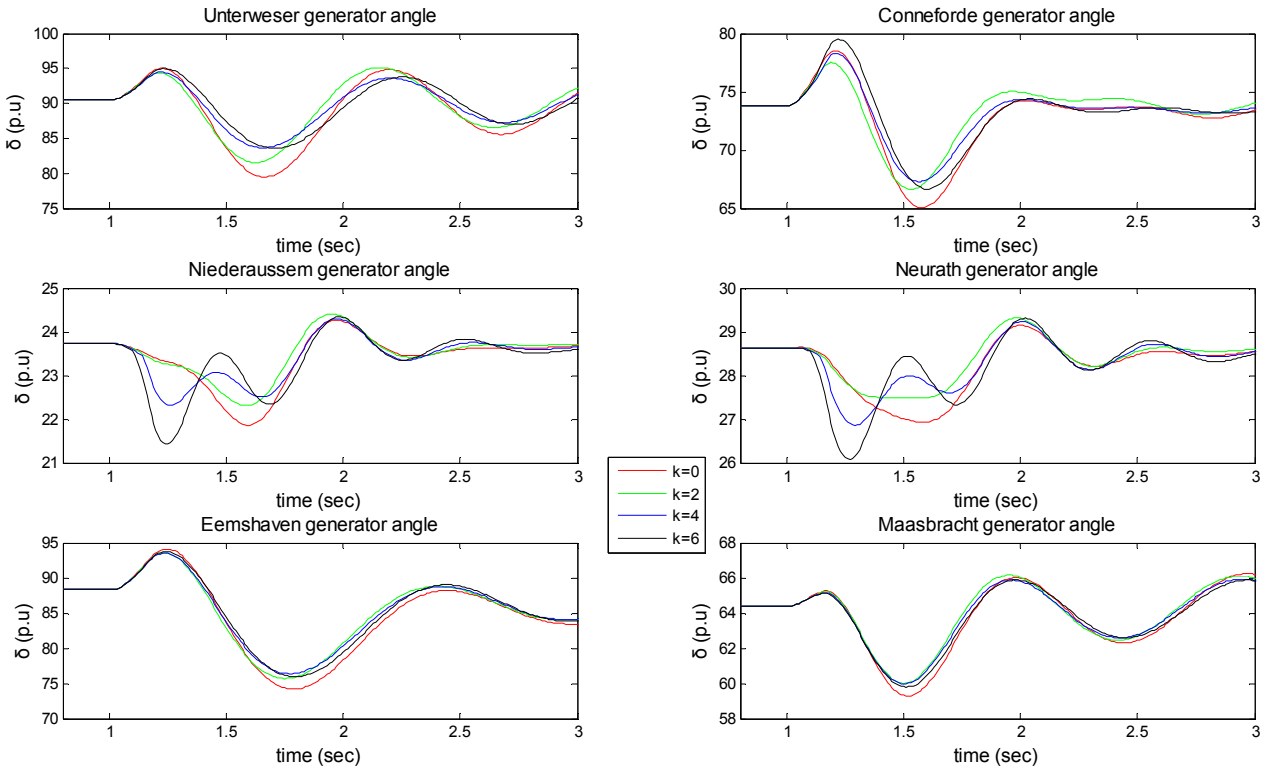 Unterweser generator angle
100
95
90
85
80
75
δ (p.u)
1 1.5 2 2.5 3
time (sec)
Conneforde generator angle
80
75
70
65
δ (p.u)
1 1.5 2 2.5 3
time (sec)
Niederaussem generator angle
25
24
23
22
21
δ (p.u)
1 1.5 2 2.5 3
time (sec)
Neurath generator angle
30
29
28
27
26
δ (p.u)
1 1.5 2 2.5 3
time (sec)
k=0
k=2
k=4
k=6
Eemshaven generator angle
95
90
85
80
75
70
δ (p.u)
1 1.5 2 2.5 3
time (sec)
Maasbracht generator angle
68
66
64
62
60
58
δ (p.u)
1 1.5 2 2.5 3
time (sec)